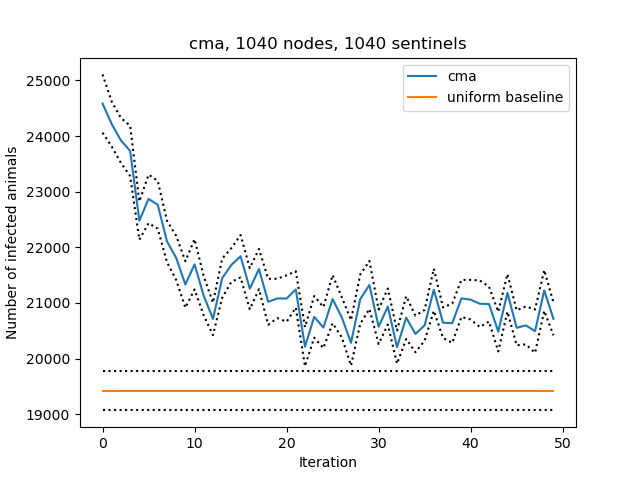 cma, 1040 nodes, 1040 sentinels
cma
uniform baseline
25000
24000
23000
22000
21000
20000
19000
Number of infected animals
0 10 20 30 40 50
Iteration